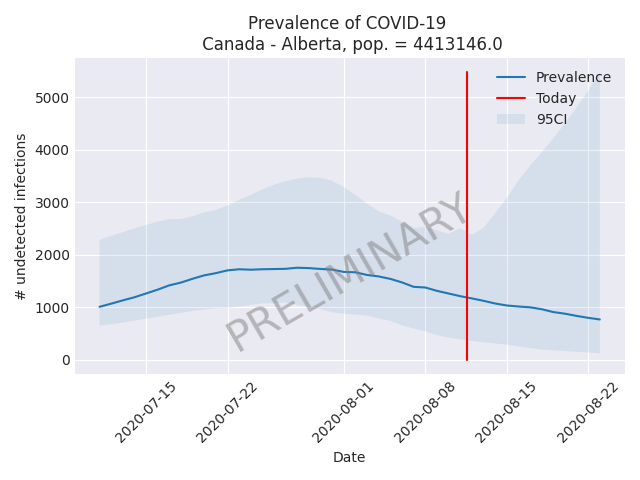 Prevalence of COVID-19
Canada - Alberta, pop. = 4413146.0
Prevalence
Today
95CI
# undetected infections
5000
4000
3000
2000
1000
0
PRELIMINARY
2020-07-15
2020-07-22
2020-08-01
2020-08-08
2020-08-15
2020-08-22
Date